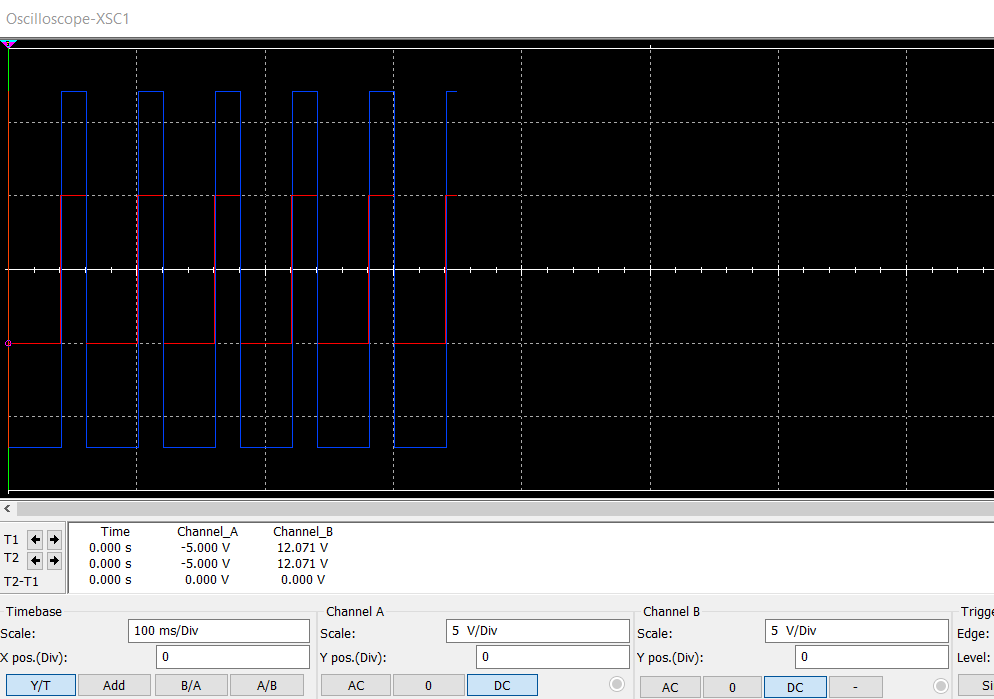 Oscilloscope-XSC1
Time Channel_A Channel_B
T1 0.000 s -5.000 V 12.071 V
T2 0.000 s -5.000 V 12.071 V
T2-T1 0.000 s 0.000 V 0.000 V
Timebase Channel A Channel B Trigge
Scale: 100 ms/Div Scale: 5 V/Div Scale: 5 V/Div Edge:
X pos.(Div): 0 Y pos.(Div): 0 Y pos.(Div): 0 Level:
Y/T Add B/A A/B AC 0 DC AC 0 DC - Si